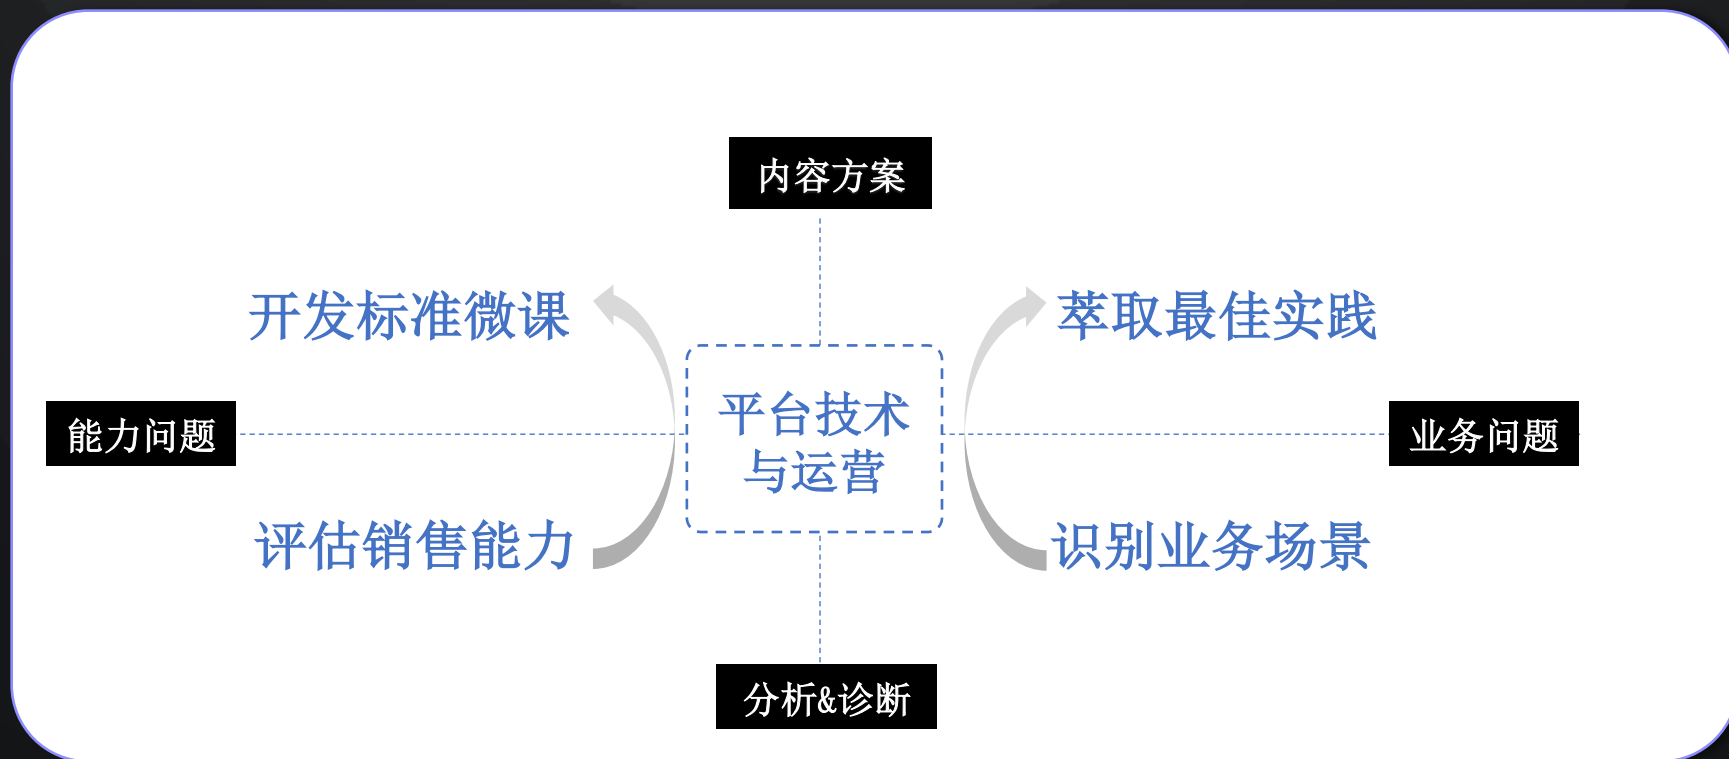 内容方案
开发标准微课
萃取最佳实践
平台技术
与运营
能力问题
业务问题
评估销售能力
识别业务场景
分析&诊断